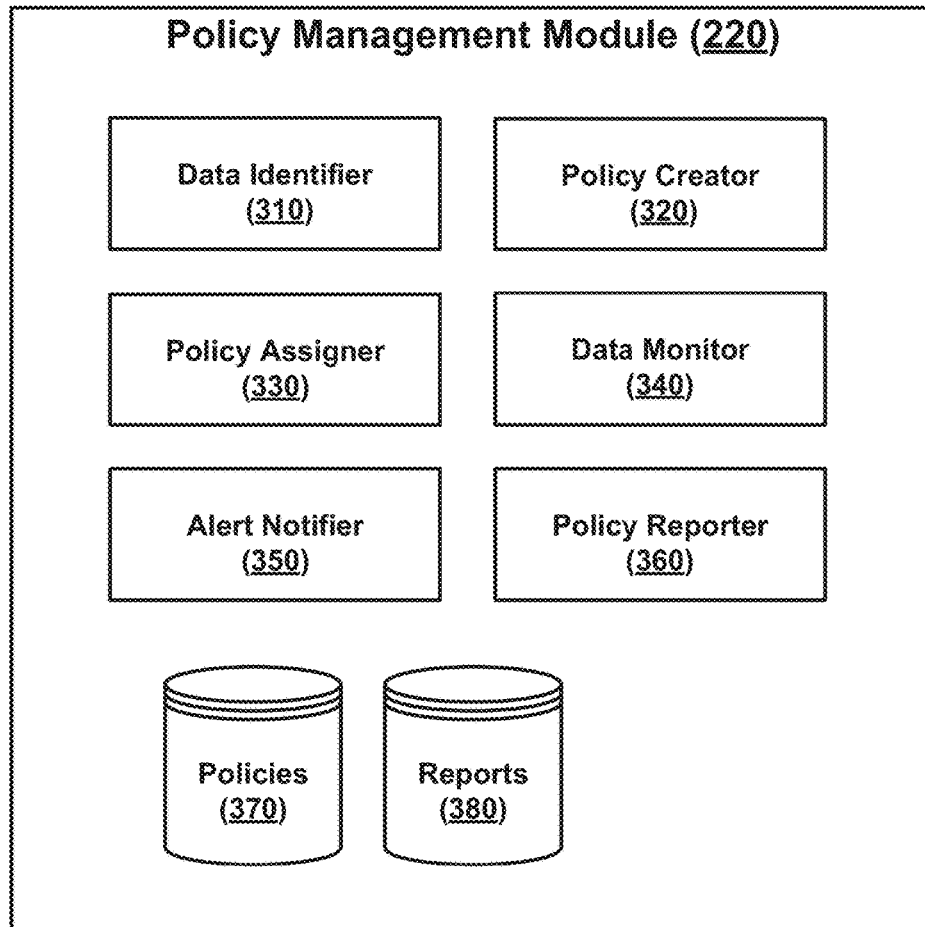 Policy Management Module (220)
Data Identifier
(310)
Policy Creator
(320)
Policy Assigner
(330)
Data Monitor
(340)
Alert Notifier
(350)
Policy Reporter
(360)
Policies
(370)
Reports
(380)